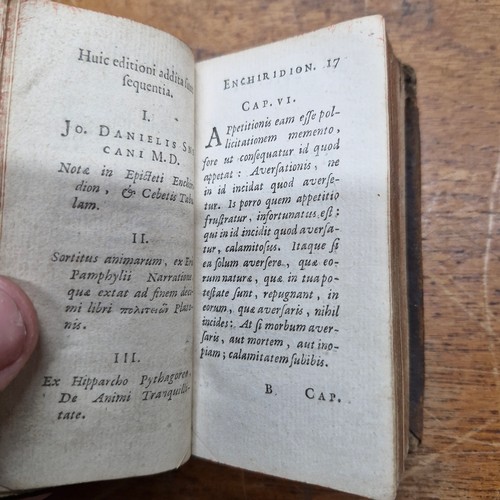 Huic editioni addita sunt
sequentia.
I.
JO. DANIELIS
CANI M.D.
Notæ in Epicteti Enchiri-
dion, & Cebetis Tabu-
lam.
II.
Sortitus animarum, ex Eris
Pamphylii Narratione
quæ extat ad finem deci-
mi libri πολιτειῶν Plato-
nis.
III.
Ex Hipparcho Pythagoreo,
De Animi Tranquilli-
tate.
ENCHIRIDION. 17
CAP. VI.
APpetitionis eam esse pol-
licitationem memento,
fore ut consequatur id quod
appetat: Aversationis, ne
in id incidat quod averse-
tur. Is porro quem appetitio
frustratur, infortunatus est;
qui in id incidit quod aversa-
tur, calamitosus. Itaque si
ea solum aversere, quæ eo-
rum naturæ, quæ in tua po-
testate sunt, repugnant, in
eorum, quæ aversaris, nihil
incides: At si morbum aver-
saris, aut mortem, aut ino-
piam; calamitatem subibis.
B CAP.